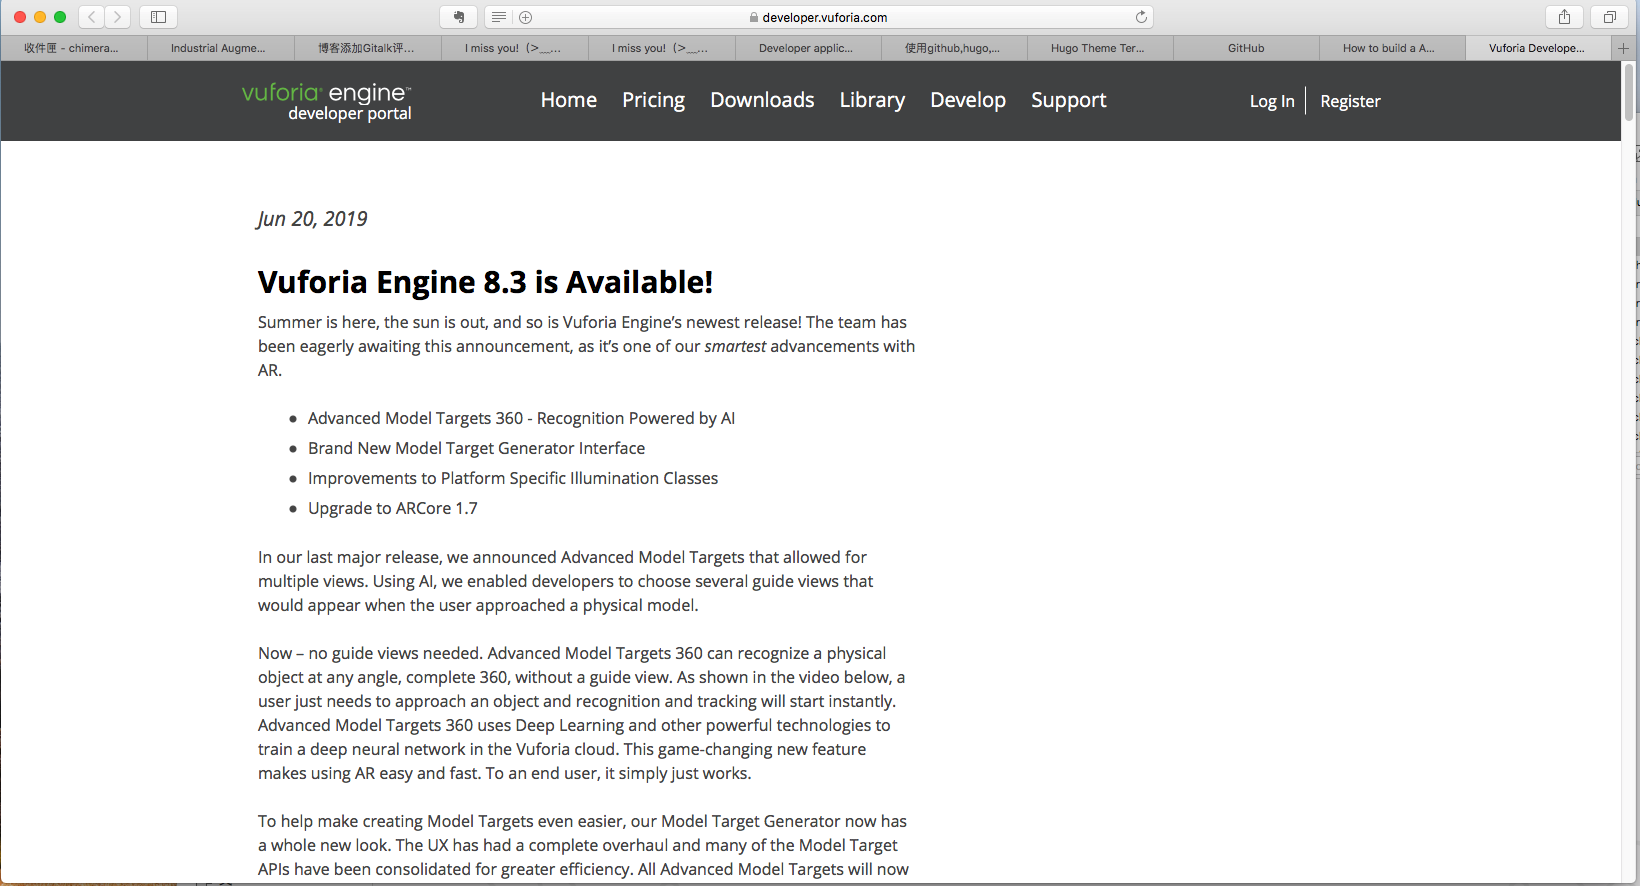 developer.vuforia.com
收件匣 - chimera...
Industrial Augme...
博客添加Gitalk评...
I miss you!（>__...
I miss you!（>__...
Developer applic...
使用github,hugo,...
Hugo Theme Ter...
GitHub
How to build a A...
Vuforia Develope...
vuforia® engine™
developer portal
Home
Pricing
Downloads
Library
Develop
Support
Log In
Register
Jun 20, 2019
Vuforia Engine 8.3 is Available!
Summer is here, the sun is out, and so is Vuforia Engine’s newest release! The team has
been eagerly awaiting this announcement, as it’s one of our smartest advancements with
AR.
Advanced Model Targets 360 - Recognition Powered by AI
Brand New Model Target Generator Interface
Improvements to Platform Specific Illumination Classes
Upgrade to ARCore 1.7
In our last major release, we announced Advanced Model Targets that allowed for
multiple views. Using AI, we enabled developers to choose several guide views that
would appear when the user approached a physical model.
Now – no guide views needed. Advanced Model Targets 360 can recognize a physical
object at any angle, complete 360, without a guide view. As shown in the video below, a
user just needs to approach an object and recognition and tracking will start instantly.
Advanced Model Targets 360 uses Deep Learning and other powerful technologies to
train a deep neural network in the Vuforia cloud. This game-changing new feature
makes using AR easy and fast. To an end user, it simply just works.
To help make creating Model Targets even easier, our Model Target Generator now has
a whole new look. The UX has had a complete overhaul and many of the Model Target
APIs have been consolidated for greater efficiency. All Advanced Model Targets will now